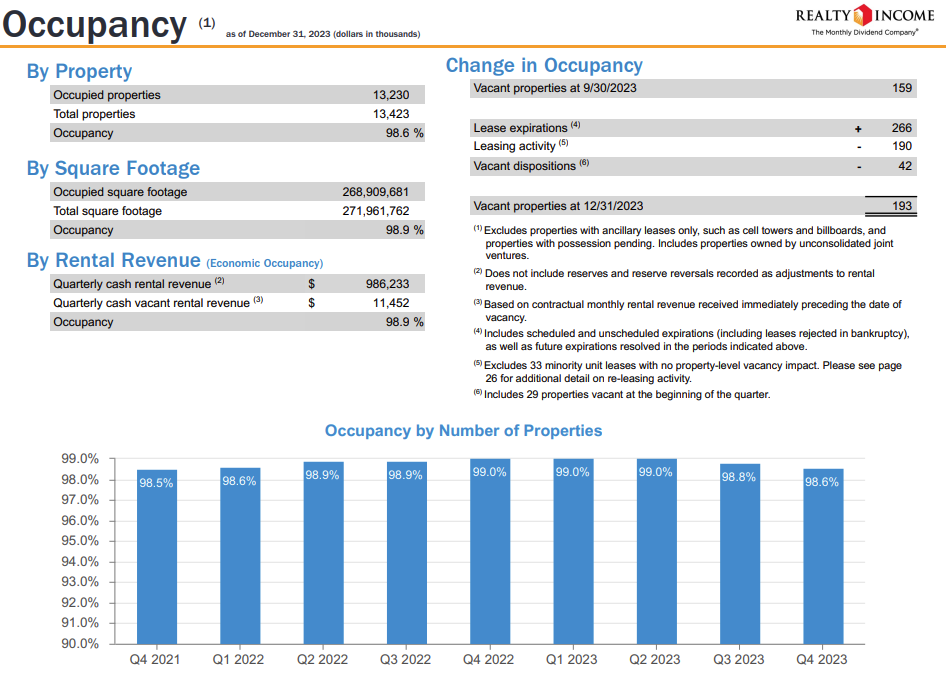 Occupancy (1) as of December 31, 2023 (dollars in thousands)
REALTY INCOME
The Monthly Dividend Company®
By Property
Occupied properties 13,230
Total properties 13,423
Occupancy 98.6 %
By Square Footage
Occupied square footage 268,909,681
Total square footage 271,961,762
Occupancy 98.9 %
By Rental Revenue (Economic Occupancy)
Quarterly cash rental revenue (2) $ 986,233
Quarterly cash vacant rental revenue (3) $ 11,452
Occupancy 98.9 %
Change in Occupancy
Vacant properties at 9/30/2023 159
Lease expirations (4) + 266
Leasing activity (5) - 190
Vacant dispositions (6) - 42
Vacant properties at 12/31/2023 193
(1) Excludes properties with ancillary leases only, such as cell towers and billboards, and
properties with possession pending. Includes properties owned by unconsolidated joint
ventures.
(2) Does not include reserves and reserve reversals recorded as adjustments to rental
revenue.
(3) Based on contractual monthly rental revenue received immediately preceding the date of
vacancy.
(4) Includes scheduled and unscheduled expirations (including leases rejected in bankruptcy),
as well as future expirations resolved in the periods indicated above.
(5) Excludes 33 minority unit leases with no property-level vacancy impact. Please see page
26 for additional detail on re-leasing activity.
(6) Includes 29 properties vacant at the beginning of the quarter.
Occupancy by Number of Properties
99.0%
98.0%
97.0%
96.0%
95.0%
94.0%
93.0%
92.0%
91.0%
90.0%
98.5% 98.6% 98.9% 98.9% 99.0% 99.0% 99.0% 98.8% 98.6%
Q4 2021 Q1 2022 Q2 2022 Q3 2022 Q4 2022 Q1 2023 Q2 2023 Q3 2023 Q4 2023